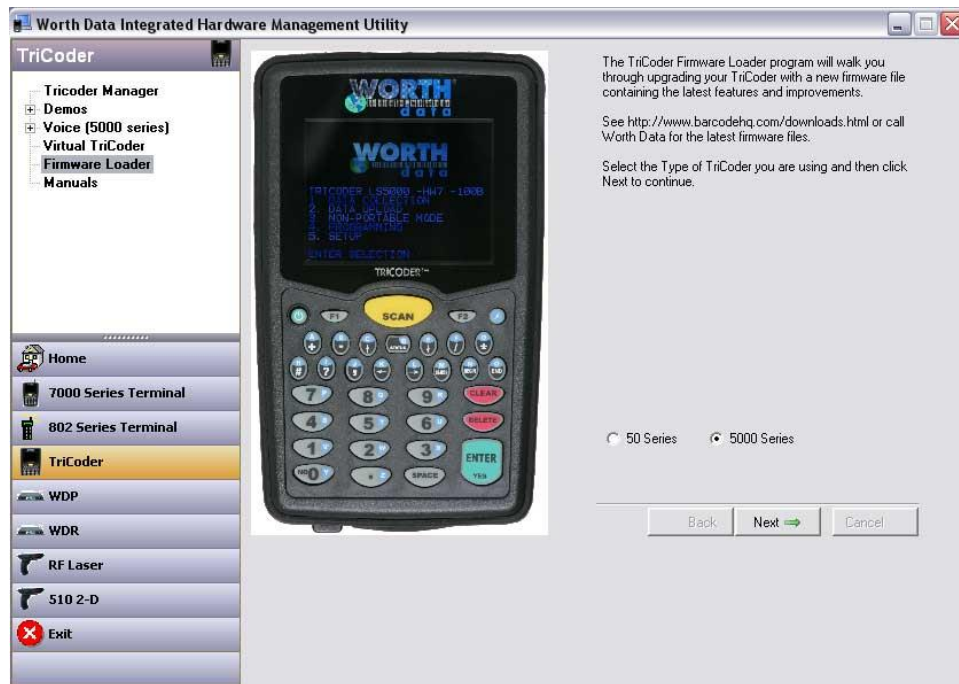 Worth Data Integrated Hardware Management Utility
TriCoder
Tricoder Manager
Demos
Voice (5000 series)
Virtual TriCoder
Firmware Loader
Manuals
Home
7000 Series Terminal
802 Series Terminal
TriCoder
WDP
WDR
RF Laser
510 2-D
Exit
WORTH
data
WORTH
data
TRICODER LS5000 -HW7 -100B
1. DATA COLLECTION
2. DATA UPLOAD
3. NON-PORTABLE MODE
4. PROGRAMMING
5. SETUP
ENTER SELECTION
TRICODER™
F1 SCAN F2
# ? BEGIN END
7 8 9 CLEAR
4 5 6 DELETE
1 2 3 ENTER
NO 0 . SPACE YES
The TriCoder Firmware Loader program will walk you
through upgrading your TriCoder with a new firmware file
containing the latest features and improvements.
See http://www.barcodehq.com/downloads.html or call
Worth Data for the latest firmware files.
Select the Type of TriCoder you are using and then click
Next to continue.
50 Series 5000 Series
Back Next Cancel